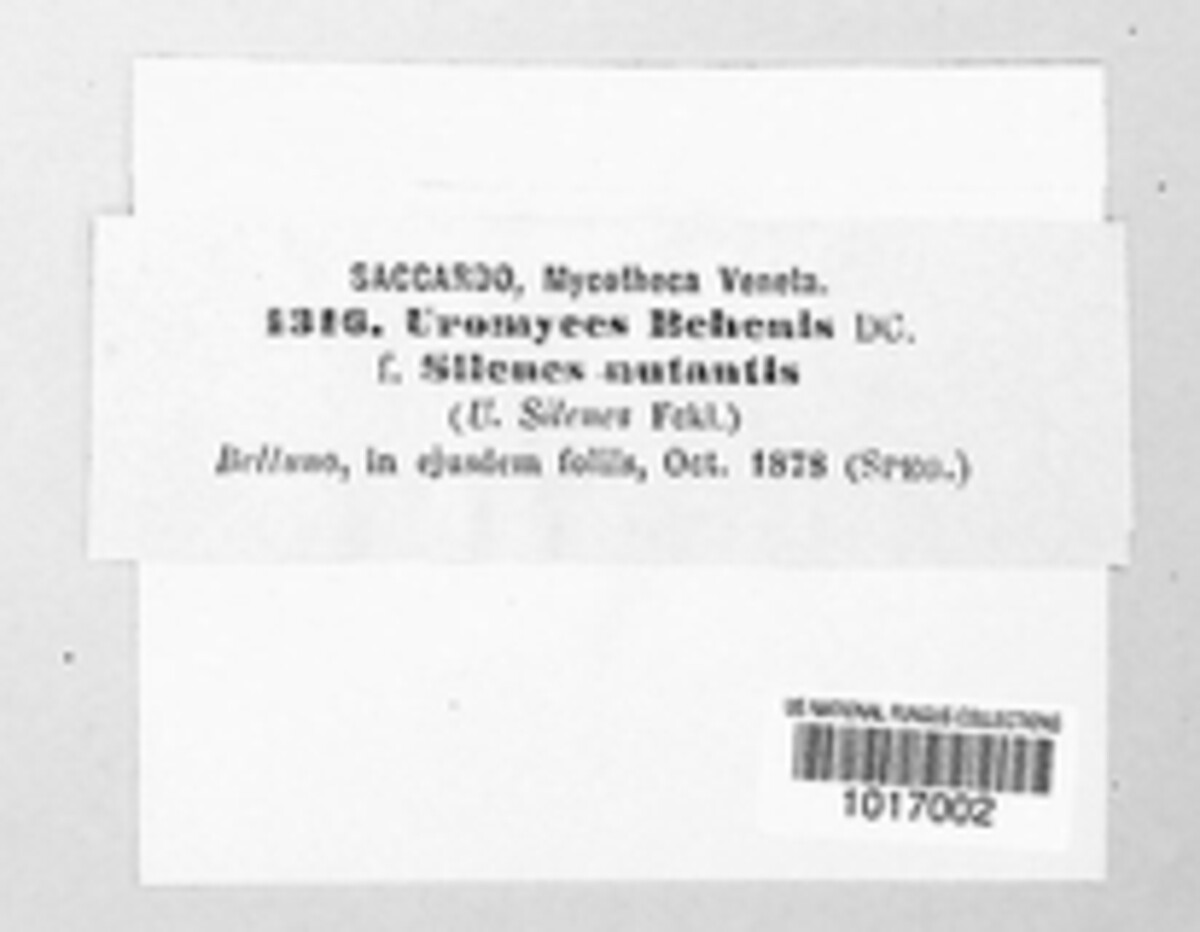 SACCARDO, Mycotheca Veneta.
1316. Uromyces Behenis DC.
f. Silenes nutantis
(U. Silenes Fckl.)
Belluno, in ejusdem foliis, Oct. 1878 (SPEG.)
US NATIONAL FUNGUS COLLECTIONS
1017002